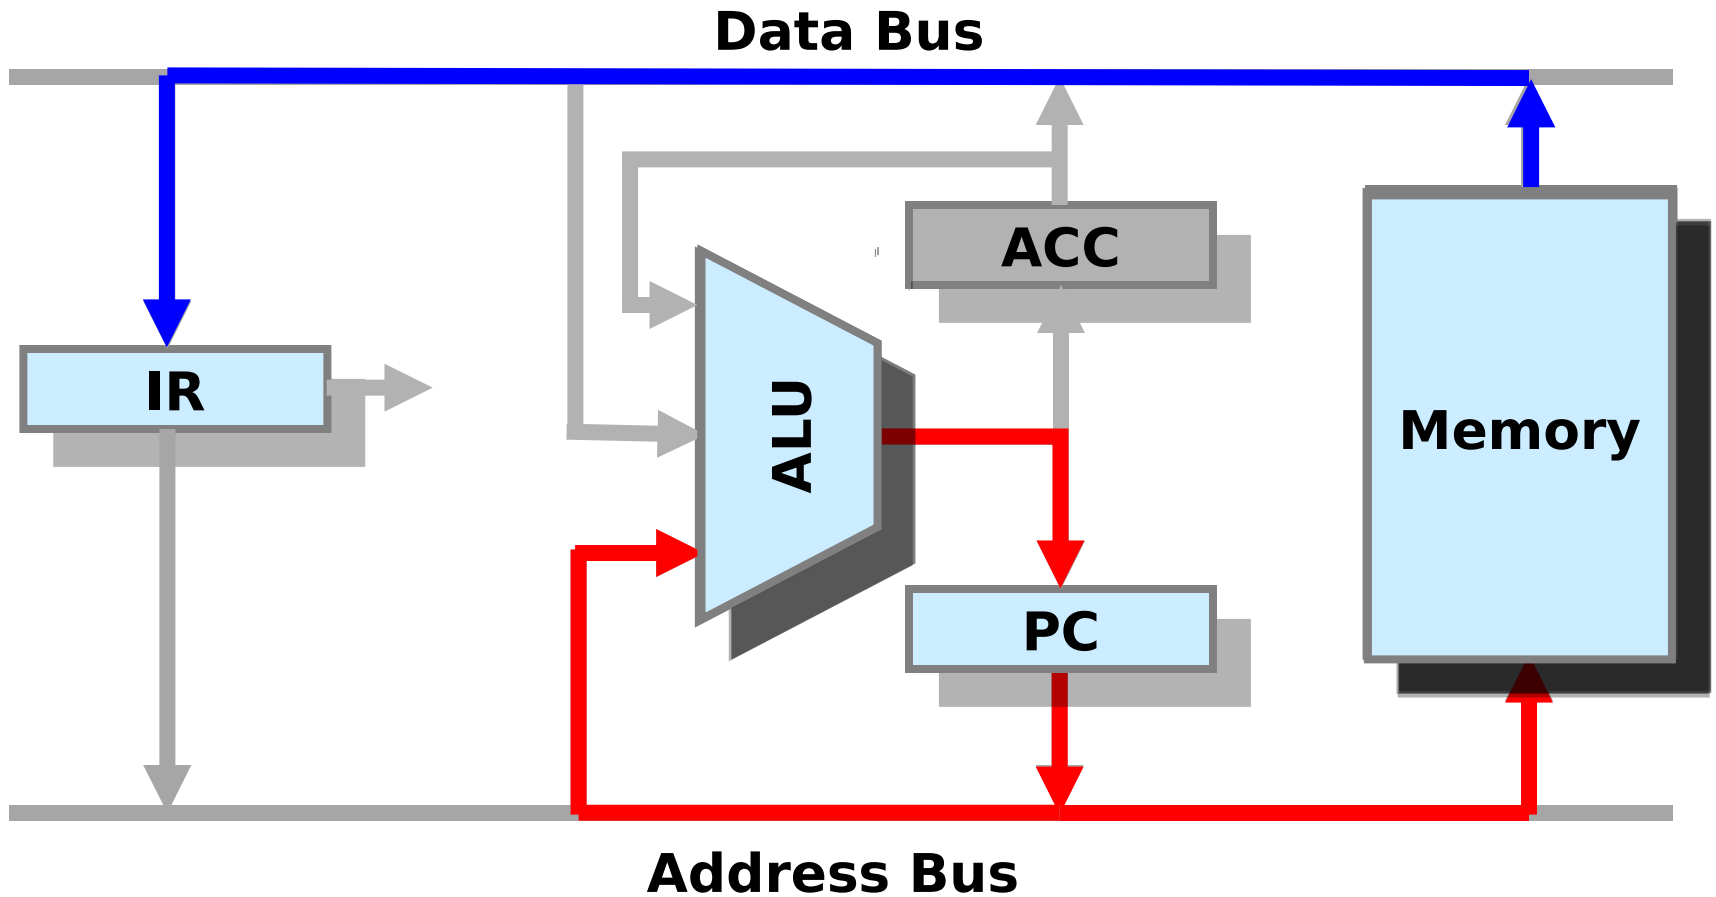 Data Bus
ACC
IR
ALU
Memory
PC
Address Bus